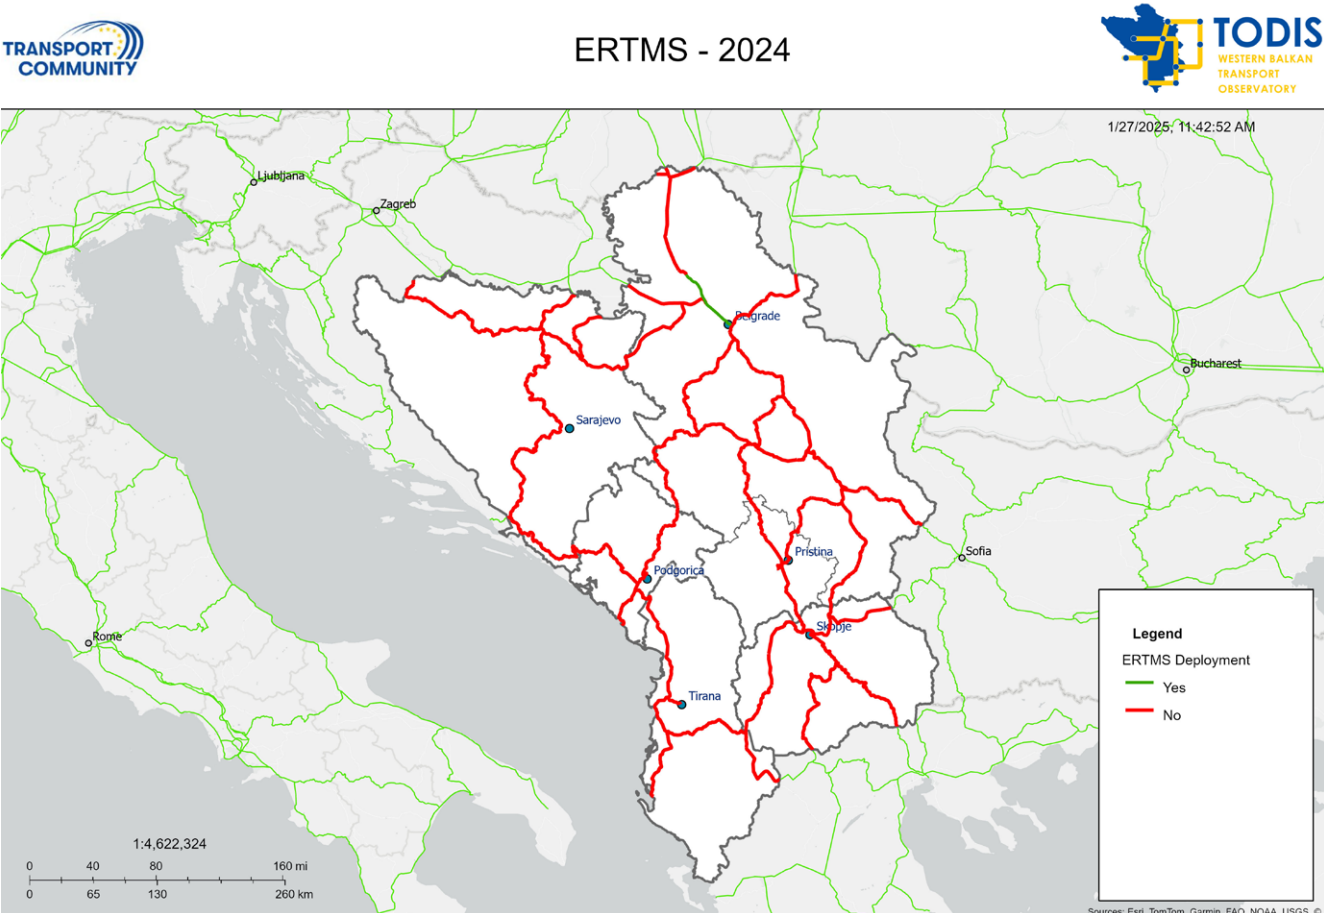 TRANSPORT
COMMUNITY
ERTMS - 2024
TODIS
WESTERN BALKAN
TRANSPORT
OBSERVATORY
1/27/2025, 11:42:52 AM
Ljubljana
Zagreb
Belgrade
Bucharest
Sarajevo
Sofia
Pristina
Podgorica
Skopje
Rome
Tirana
Legend
ERTMS Deployment
Yes
No
1:4,622,324
0 40 80 160 mi
0 65 130 260 km
Sources: Esri, TomTom, Garmin, FAO, NOAA, USGS, ©